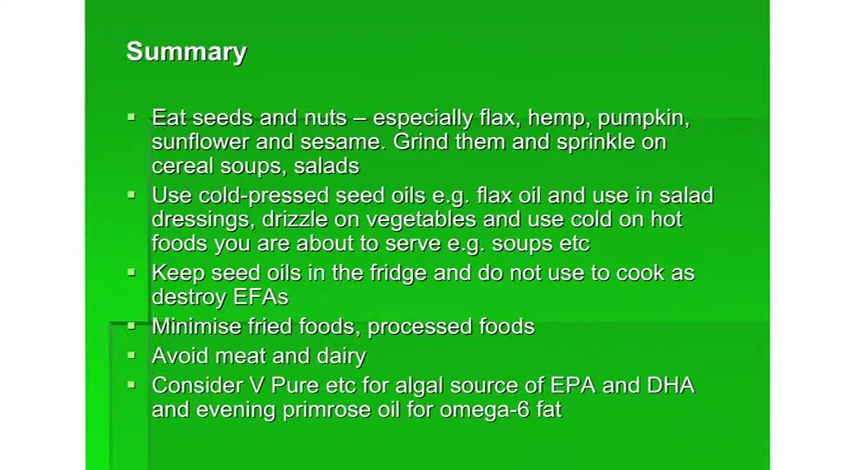 Summary
▪ Eat seeds and nuts – especially flax, hemp, pumpkin,
sunflower and sesame. Grind them and sprinkle on
cereal soups, salads
▪ Use cold-pressed seed oils e.g. flax oil and use in salad
dressings, drizzle on vegetables and use cold on hot
foods you are about to serve e.g. soups etc
▪ Keep seed oils in the fridge and do not use to cook as
destroy EFAs
▪ Minimise fried foods, processed foods
▪ Avoid meat and dairy
▪ Consider V Pure etc for algal source of EPA and DHA
and evening primrose oil for omega-6 fat